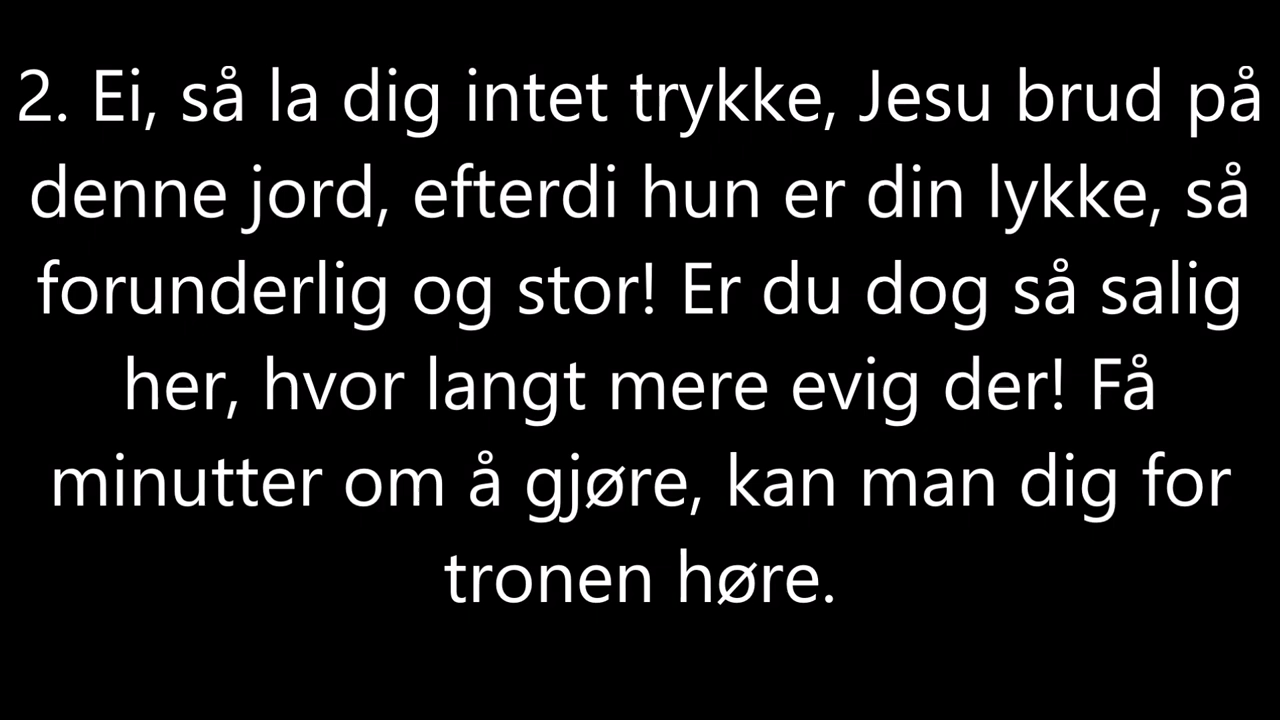 2. Ei, så la dig intet trykke, Jesu brud på
denne jord, efterdi hun er din lykke, så
forunderlig og stor! Er du dog så salig
her, hvor langt mere evig der! Få
minutter om å gjøre, kan man dig for
tronen høre.